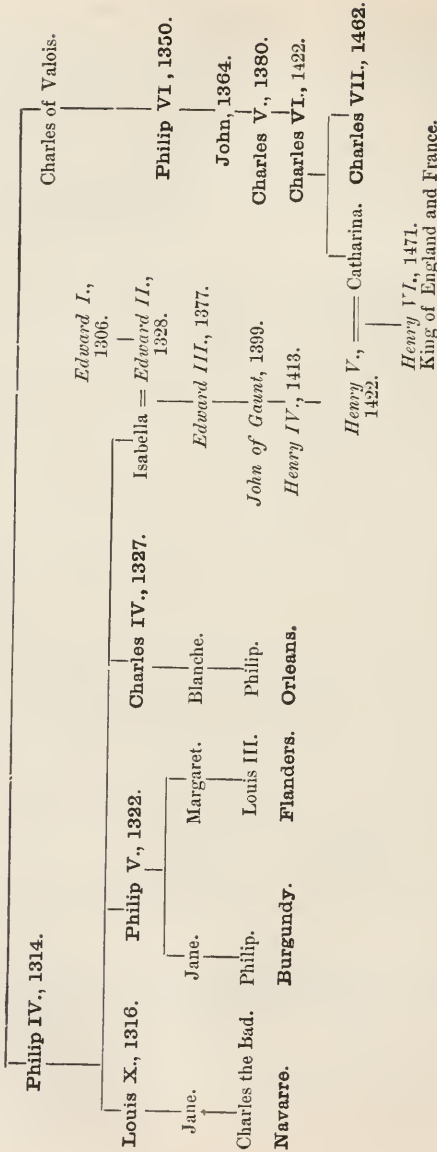 Philip IV., 1314.
Charles of Valois.
Louis X., 1316.
Philip V., 1322.
Charles IV., 1327.
Isabella = Edward II.,
1328.
Edward I.,
1306.
Philip VI, 1350.
Jane.
Jane.
Margaret.
Blanche.
Edward III., 1377.
John, 1364.
Charles the Bad.
Philip.
Louis III.
Philip.
John of Gaunt, 1399.
Charles V., 1380.
Navarre.
Burgundy.
Flanders.
Orleans.
Henry IV., 1413.
Charles VI., 1422.
Henry V., == Catharina.
1422.
Charles VII., 1462.
Henry VI., 1471.
King of England and France.